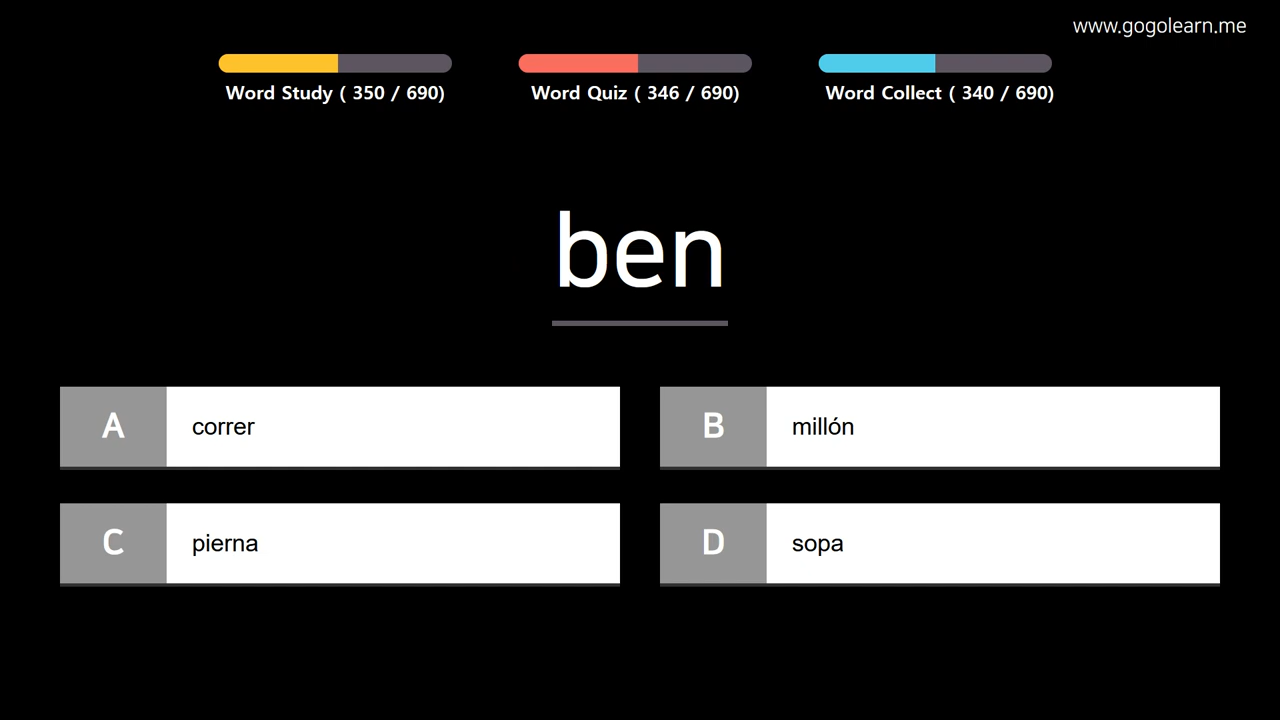 www.gogolearn.me
Word Study ( 350 / 690)
Word Quiz ( 346 / 690)
Word Collect ( 340 / 690)
ben
A correr
B millón
C pierna
D sopa